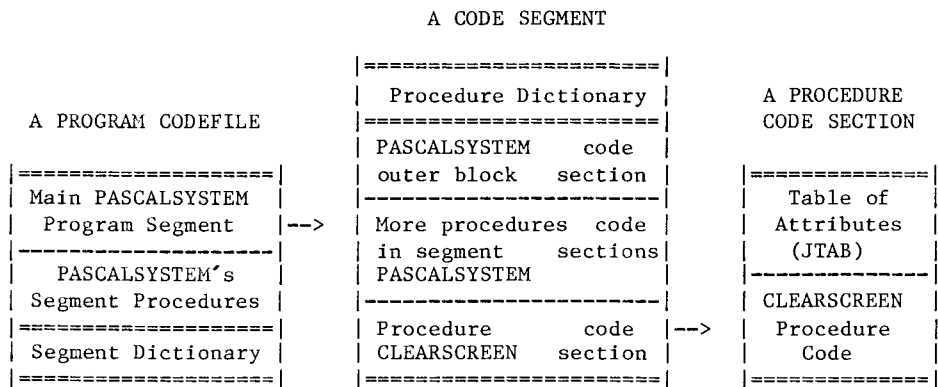 A CODE SEGMENT
|=======================|
| Procedure Dictionary |
|=======================|
| PASCALSYSTEM code |
| outer block section |
|-----------------------|
| More procedures code |
| in segment sections|
| PASCALSYSTEM |
|-----------------------|
| Procedure code |-->
| CLEARSCREEN section |
|=======================|
A PROGRAM CODEFILE
|====================|
| Main PASCALSYSTEM |
| Program Segment |-->
|--------------------|
| PASCALSYSTEM's |
| Segment Procedures |
|====================|
| Segment Dictionary |
|====================|
A PROCEDURE
CODE SECTION
|==============|
| Table of |
| Attributes |
| (JTAB) |
|--------------|
| CLEARSCREEN |
| Procedure |
| Code |
|==============|